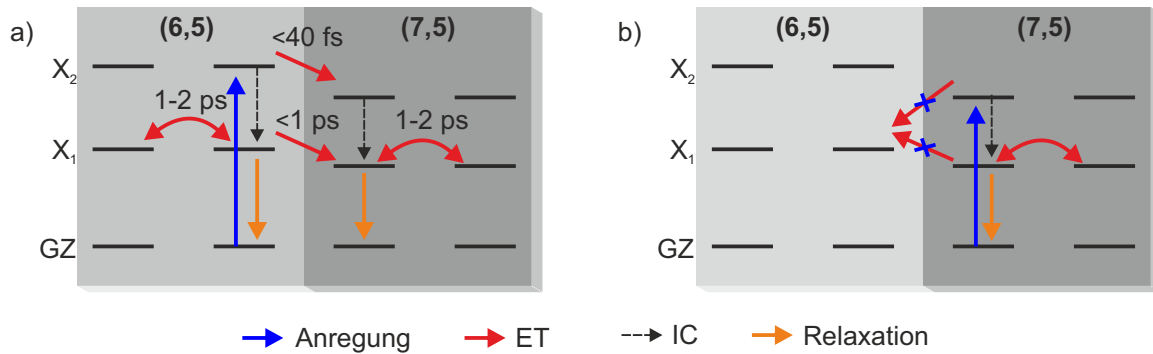 a)
(6,5)
(7,5)
<40 fs
X₂
1-2 ps
<1 ps
1-2 ps
X₁
GZ
b)
(6,5)
(7,5)
X₂
X₁
GZ
Anregung
ET
IC
Relaxation